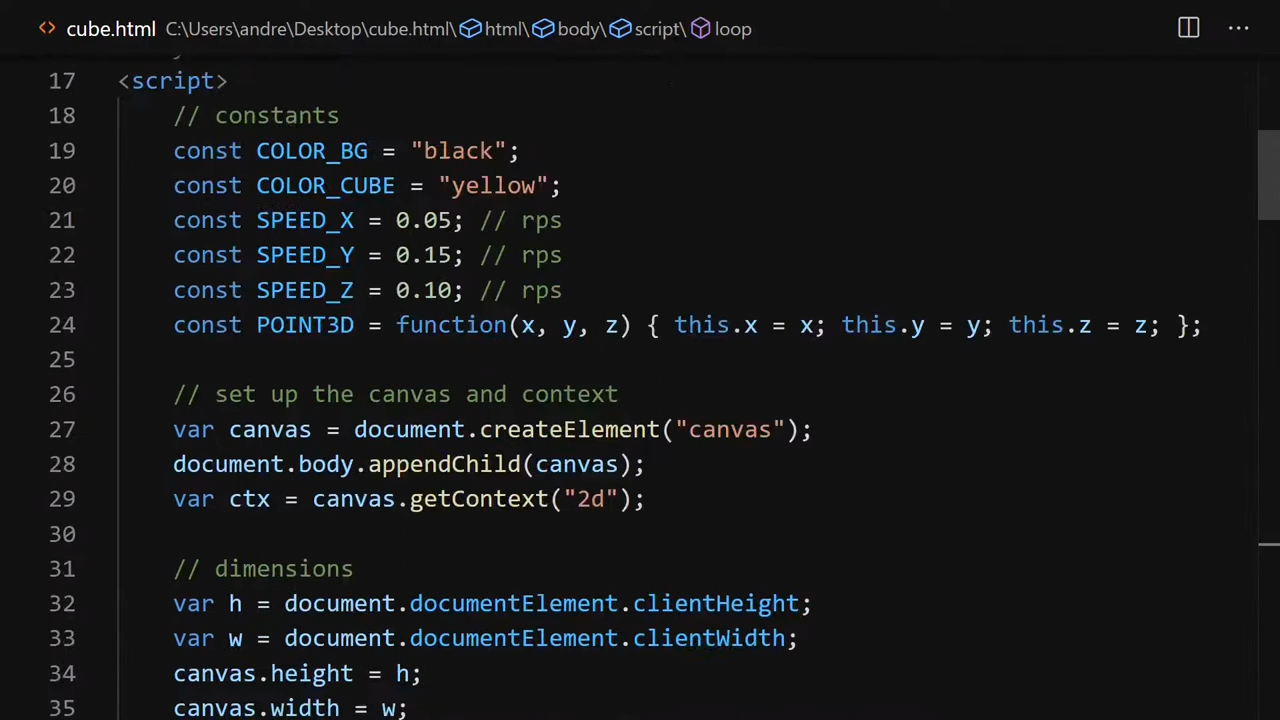 cube.html C:\Users\andre\Desktop\cube.html\html\body\script\loop
17 <script>
18 // constants
19 const COLOR_BG = "black";
20 const COLOR_CUBE = "yellow";
21 const SPEED_X = 0.05; // rps
22 const SPEED_Y = 0.15; // rps
23 const SPEED_Z = 0.10; // rps
24 const POINT3D = function(x, y, z) { this.x = x; this.y = y; this.z = z; };
25
26 // set up the canvas and context
27 var canvas = document.createElement("canvas");
28 document.body.appendChild(canvas);
29 var ctx = canvas.getContext("2d");
30
31 // dimensions
32 var h = document.documentElement.clientHeight;
33 var w = document.documentElement.clientWidth;
34 canvas.height = h;
35 canvas.width = w;